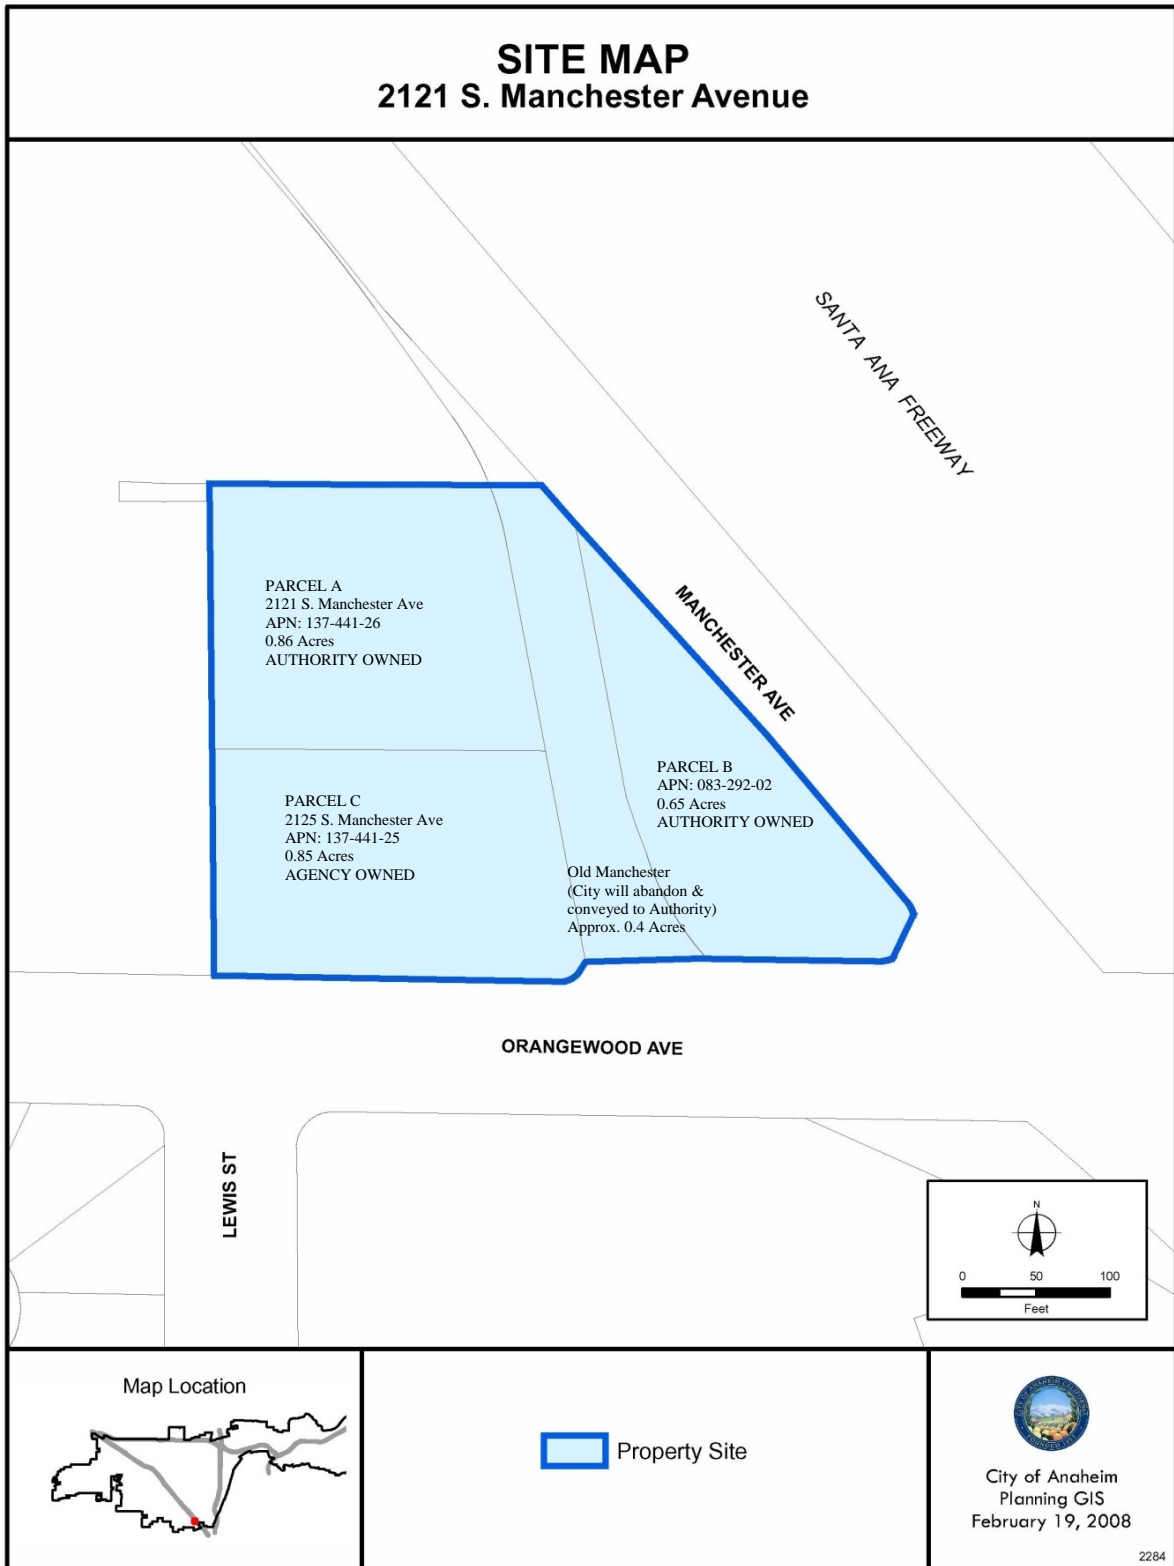 SITE MAP
2121 S. Manchester Avenue
SANTA ANA FREEWAY
MANCHESTER AVE
PARCEL A
2121 S. Manchester Ave
APN: 137-441-26
0.86 Acres
AUTHORITY OWNED
PARCEL B
APN: 083-292-02
0.65 Acres
AUTHORITY OWNED
PARCEL C
2125 S. Manchester Ave
APN: 137-441-25
0.85 Acres
AGENCY OWNED
Old Manchester
(City will abandon &
conveyed to Authority)
Approx. 0.4 Acres
ORANGEWOOD AVE
LEWIS ST
N
0 50 100
Feet
Map Location
Property Site
City of Anaheim
Planning GIS
February 19, 2008
2284